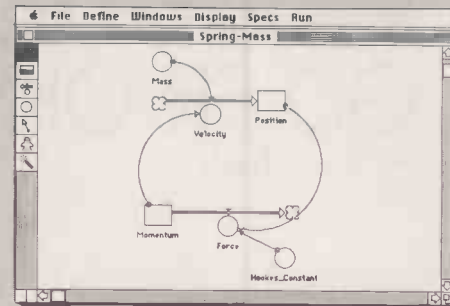 File Define Windows Display Specs Run
Spring-Mass
Mass
Velocity
Position
Momentum
Force
Hookes_Constant